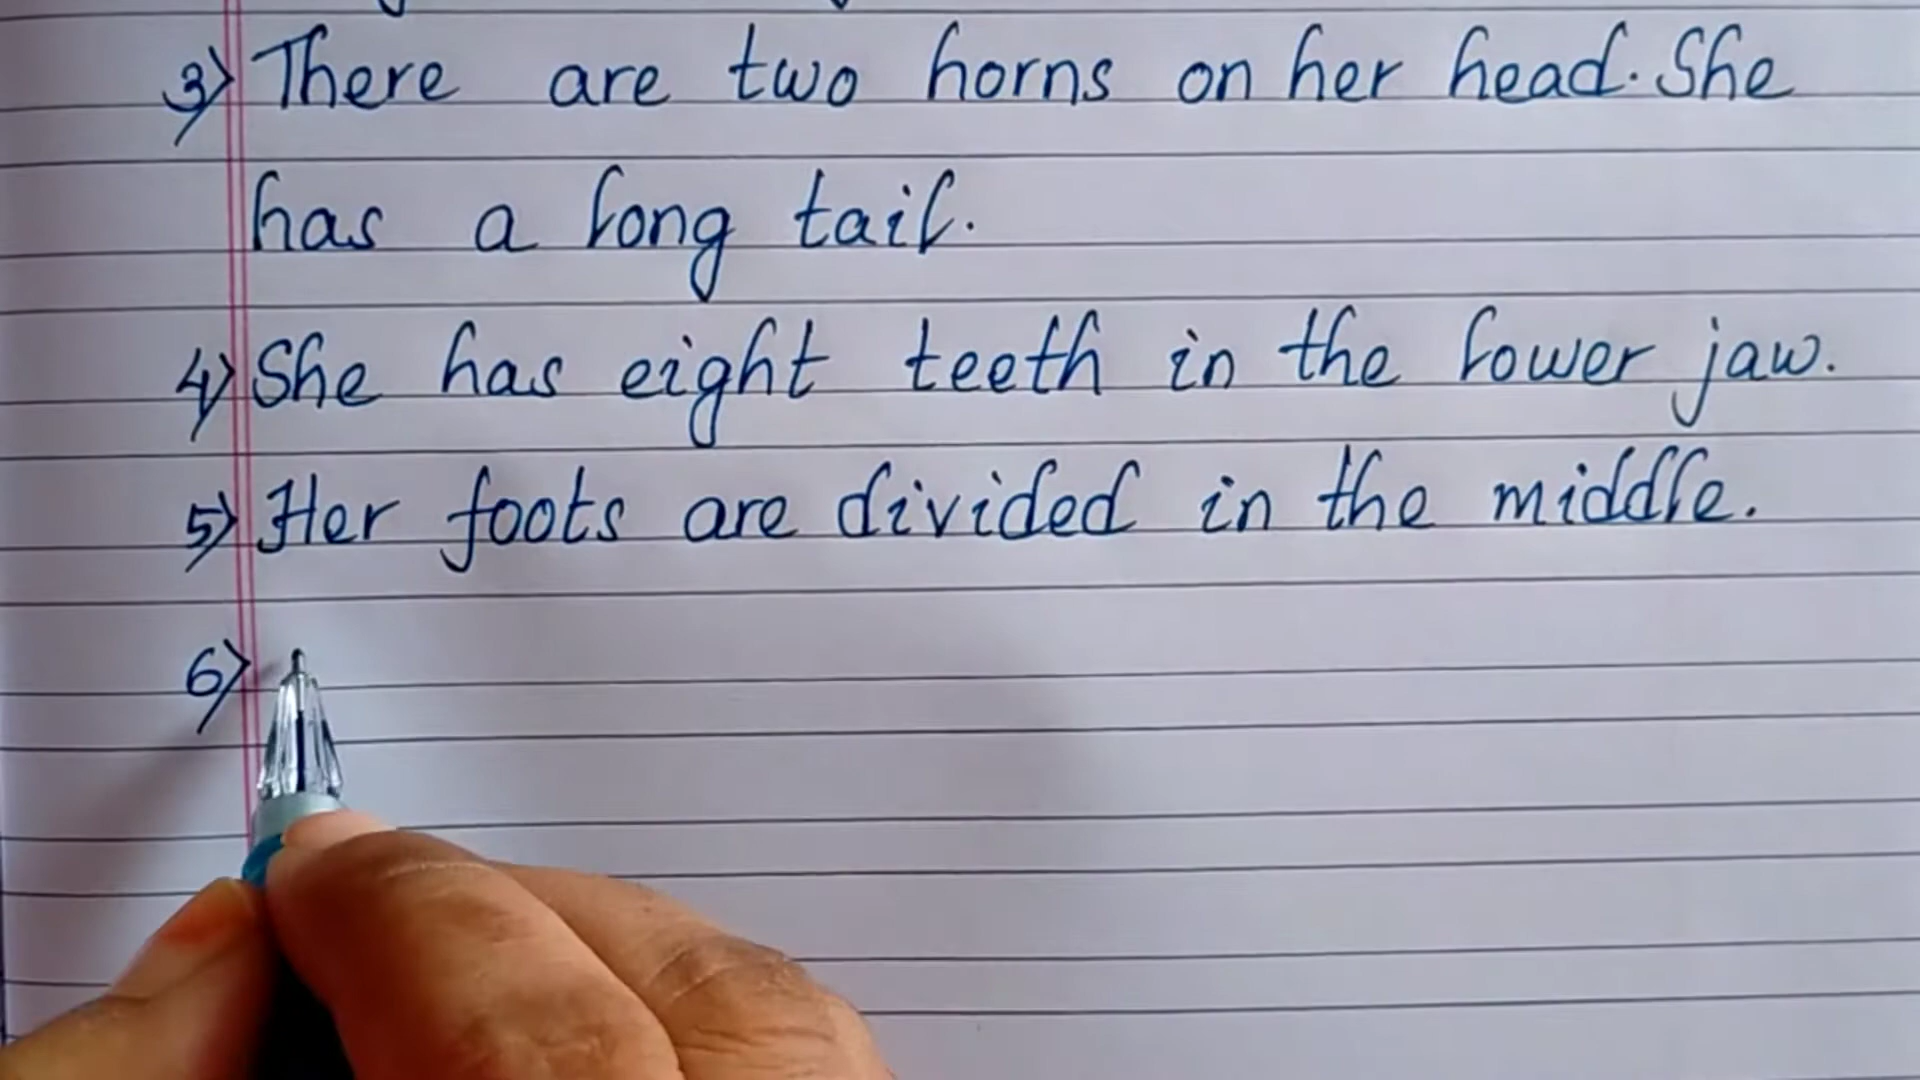 3) There are two horns on her head. She
has a long tail.
4) She has eight teeth in the lower jaw.
5) Her foots are divided in the middle.
6)